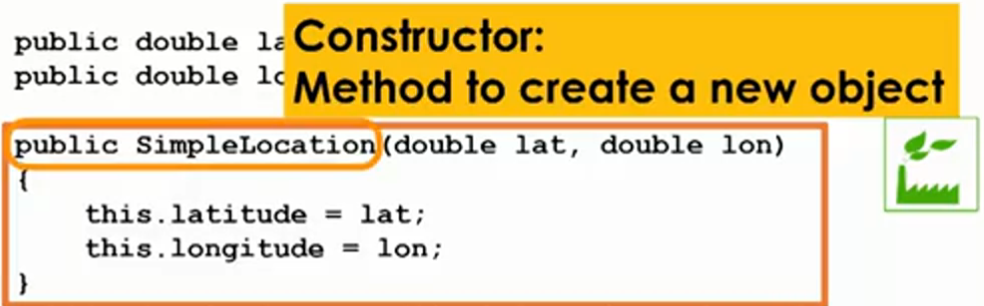 Constructor:
Method to create a new object
public double la
public double lo
public SimpleLocation(double lat, double lon)
{
this.latitude = lat;
this.longitude = lon;
}